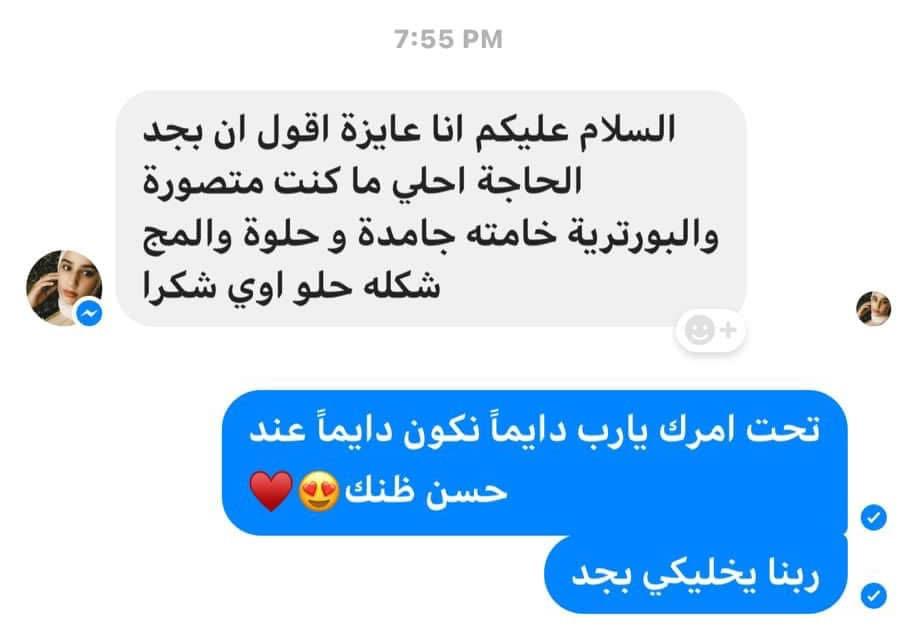 7:55 PM
السلام عليكم انا عايزة اقول ان بجد
الحاجة احلي ما كنت متصورة
والبورترية خامته جامدة و حلوة والمج
شكله حلو اوي شكرا
تحت امرك يارب دايماً نكون دايماً عند
حسن ظنك😍❤️
ربنا يخليكي بجد